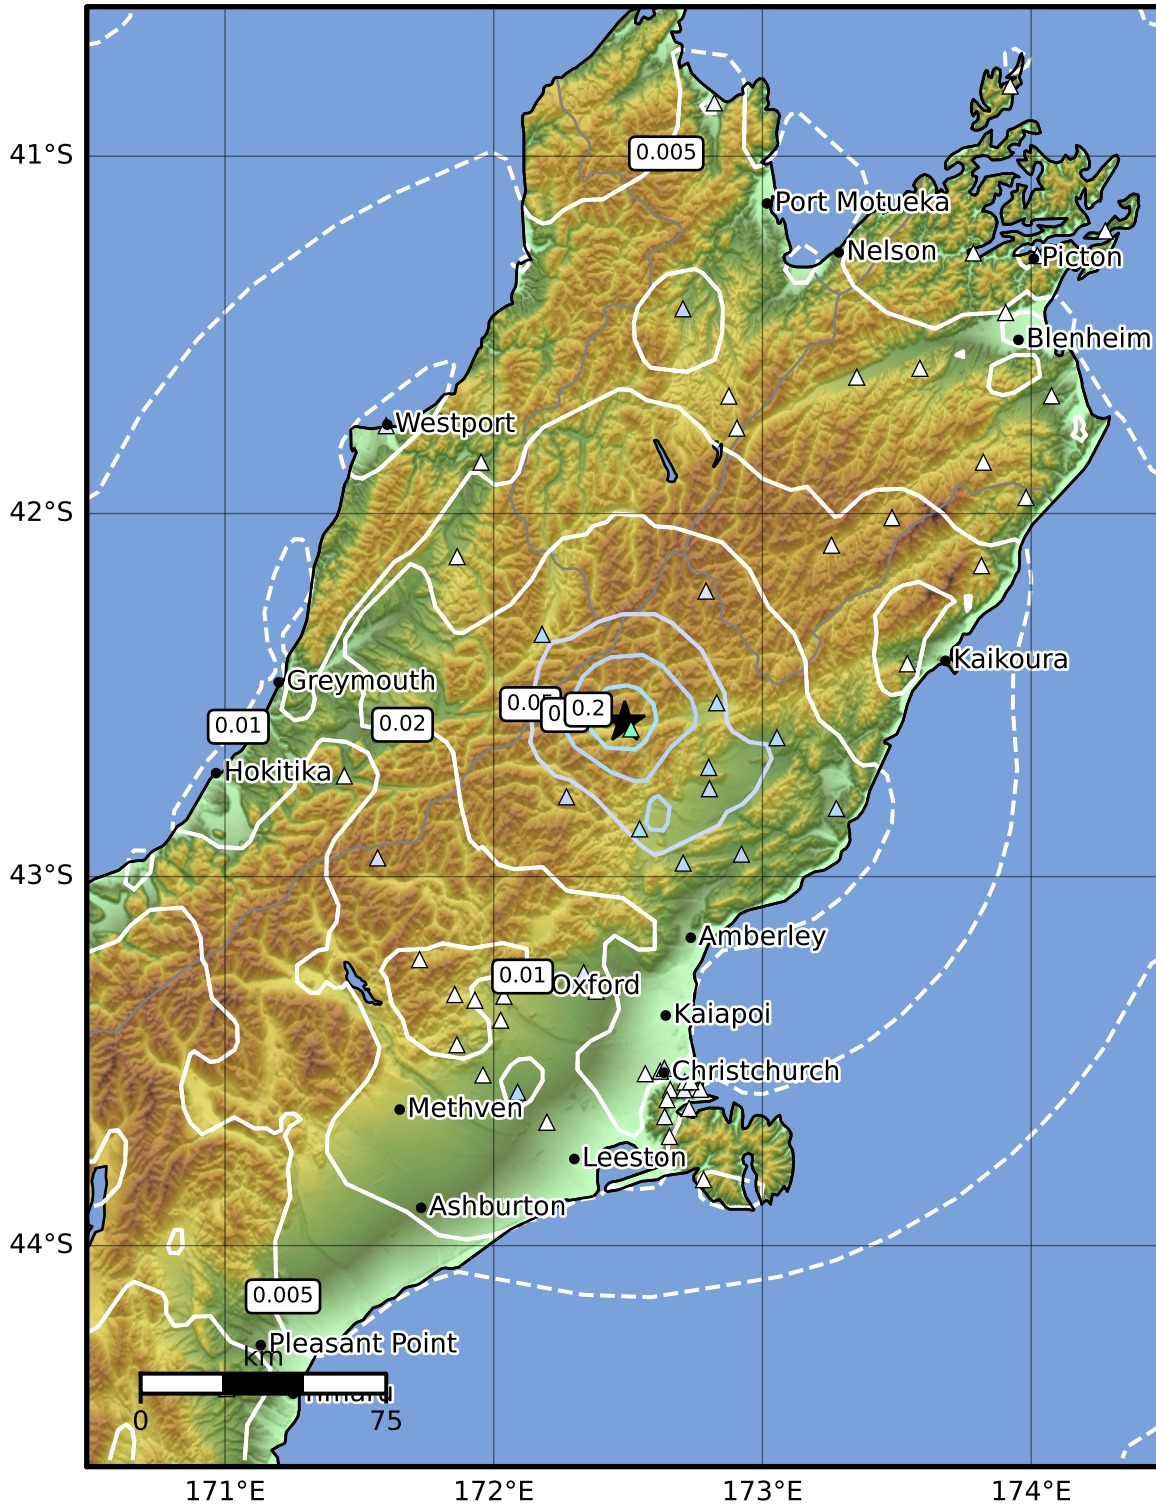 41°S
0.005
Port Motueka
Nelson
Picton
Blenheim
Westport
42°S
Kaikoura
Greymouth
0.2
0.01
0.02
Hokitika
43°S
Amberley
0.01
Oxford
Kaiapoi
Christchurch
Methven
Leeston
Ashburton
44°S
0.005
Pleasant Point
km
0
75
171°E
172°E
173°E
174°E